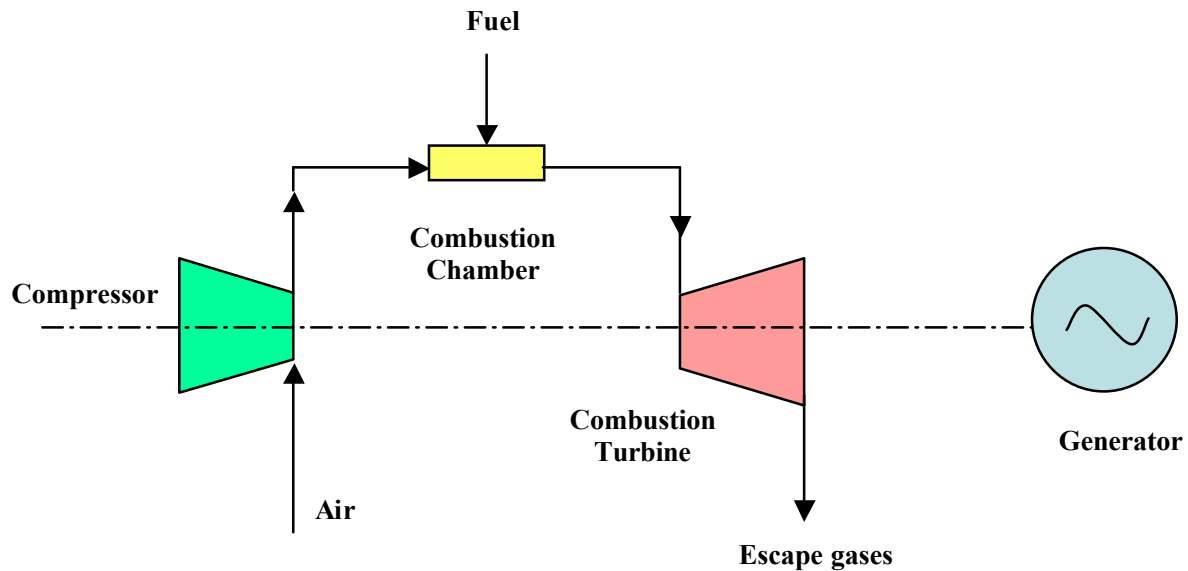 Fuel
Combustion
Chamber
Compressor
Combustion
Turbine
Generator
Air
Escape gases